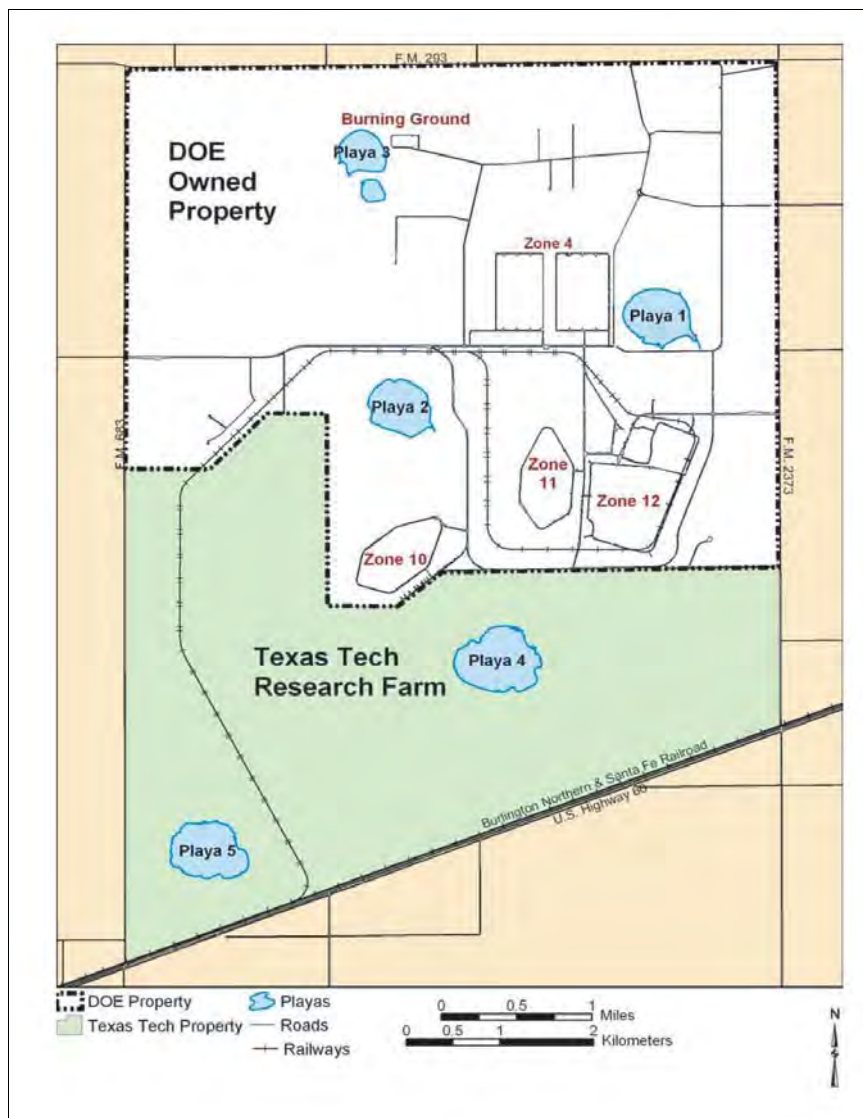 F.M. 293
Burning Ground
Playa 3
DOE
Owned
Property
Zone 4
Playa 1
Playa 2
F.M. 683
F.M. 2373
Zone
11
Zone 12
Zone 10
Texas Tech
Research Farm
Playa 4
Burlington Northern & Santa Fe Railroad
U.S. Highway 60
Playa 5
DOE Property
Playas
0 0.5 1
Miles
Texas Tech Property
Roads
0 0.5 1 2
Kilometers
Railways
N